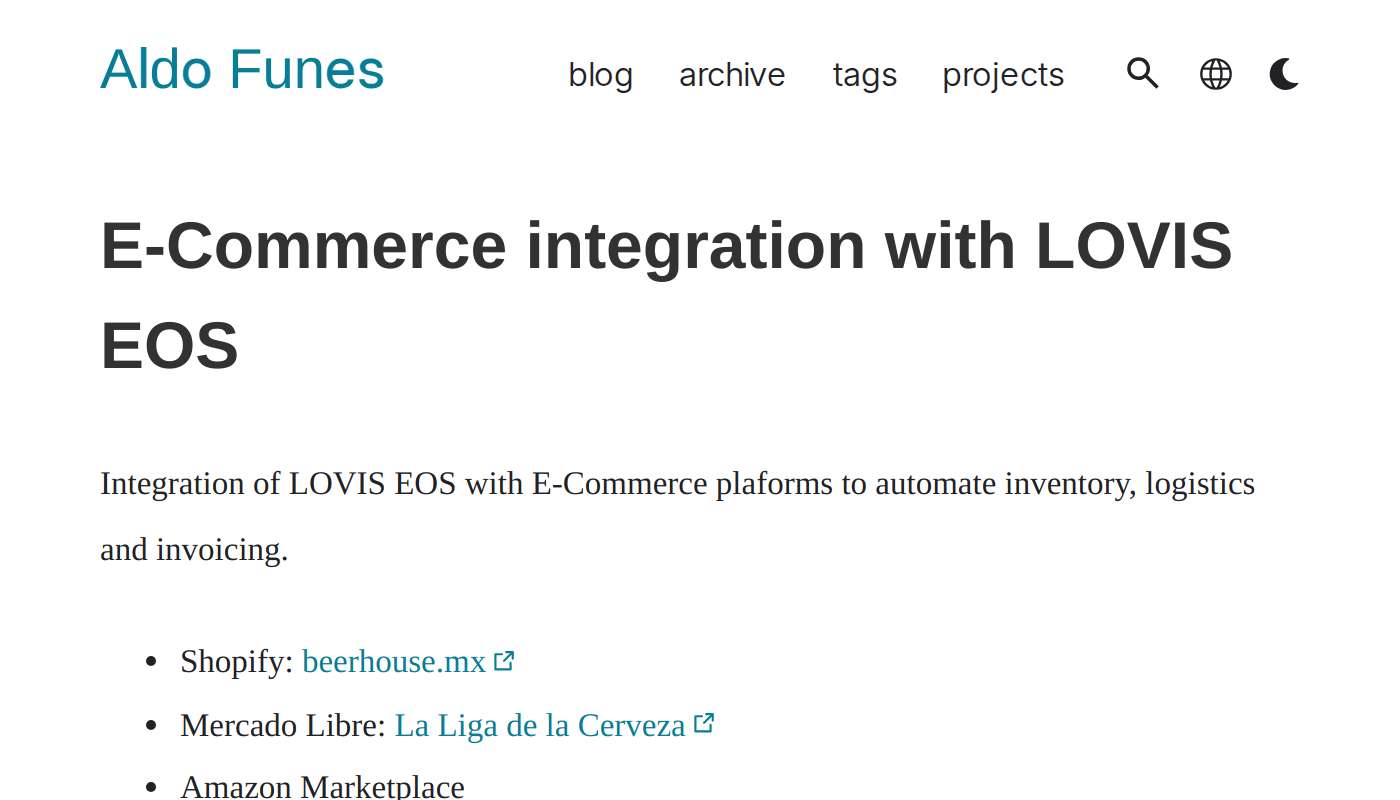 Aldo Funes
blog archive tags projects
E-Commerce integration with LOVIS
EOS
Integration of LOVIS EOS with E-Commerce plaforms to automate inventory, logistics
and invoicing.
Shopify: beerhouse.mx
Mercado Libre: La Liga de la Cerveza
Amazon Marketplace